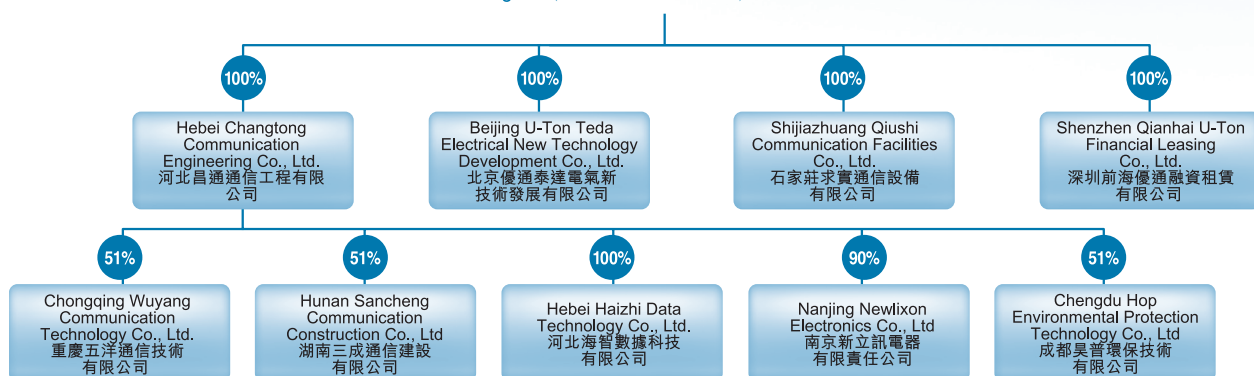 100%
100%
100%
100%
Hebei Changtong
Communication
Engineering Co., Ltd.
河北昌通通信工程有限
公司
Beijing U-Ton Teda
Electrical New Technology
Development Co., Ltd.
北京優通泰達電氣新
技術發展有限公司
Shijiazhuang Qiushi
Communication Facilities
Co., Ltd.
石家莊求實通信設備
有限公司
Shenzhen Qianhai U-Ton
Financial Leasing
Co., Ltd.
深圳前海優通融資租賃
有限公司
51%
51%
100%
90%
51%
Chongqing Wuyang
Communication
Technology Co., Ltd.
重慶五洋通信技術
有限公司
Hunan Sancheng
Communication
Construction Co., Ltd
湖南三成通信建設
有限公司
Hebei Haizhi Data
Technology Co., Ltd.
河北海智數據科技
有限公司
Nanjing Newlixon
Electronics Co., Ltd
南京新立訊電器
有限責任公司
Chengdu Hop
Environmental Protection
Technology Co., Ltd
成都昊普環保技術
有限公司